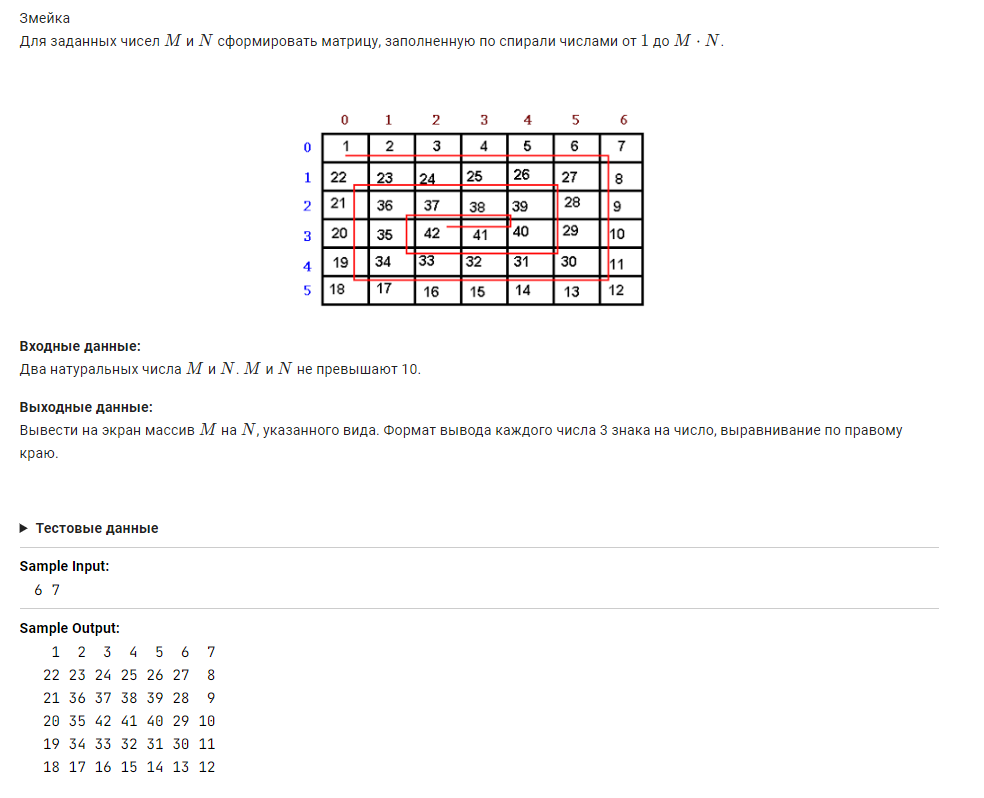 Змейка
Для заданных чисел M и N сформировать матрицу, заполненную по спирали числами от 1 до M · N.
0 1 2 3 4 5 6
0 1 2 3 4 5 6 7
1 22 23 24 25 26 27 8
2 21 36 37 38 39 28 9
3 20 35 42 41 40 29 10
4 19 34 33 32 31 30 11
5 18 17 16 15 14 13 12
Входные данные:
Два натуральных числа M и N. M и N не превышают 10.
Выходные данные:
Вывести на экран массив M на N, указанного вида. Формат вывода каждого числа 3 знака на число, выравнивание по правому
краю.
Тестовые данные
Sample Input:
6 7
Sample Output:
1 2 3 4 5 6 7
22 23 24 25 26 27 8
21 36 37 38 39 28 9
20 35 42 41 40 29 10
19 34 33 32 31 30 11
18 17 16 15 14 13 12